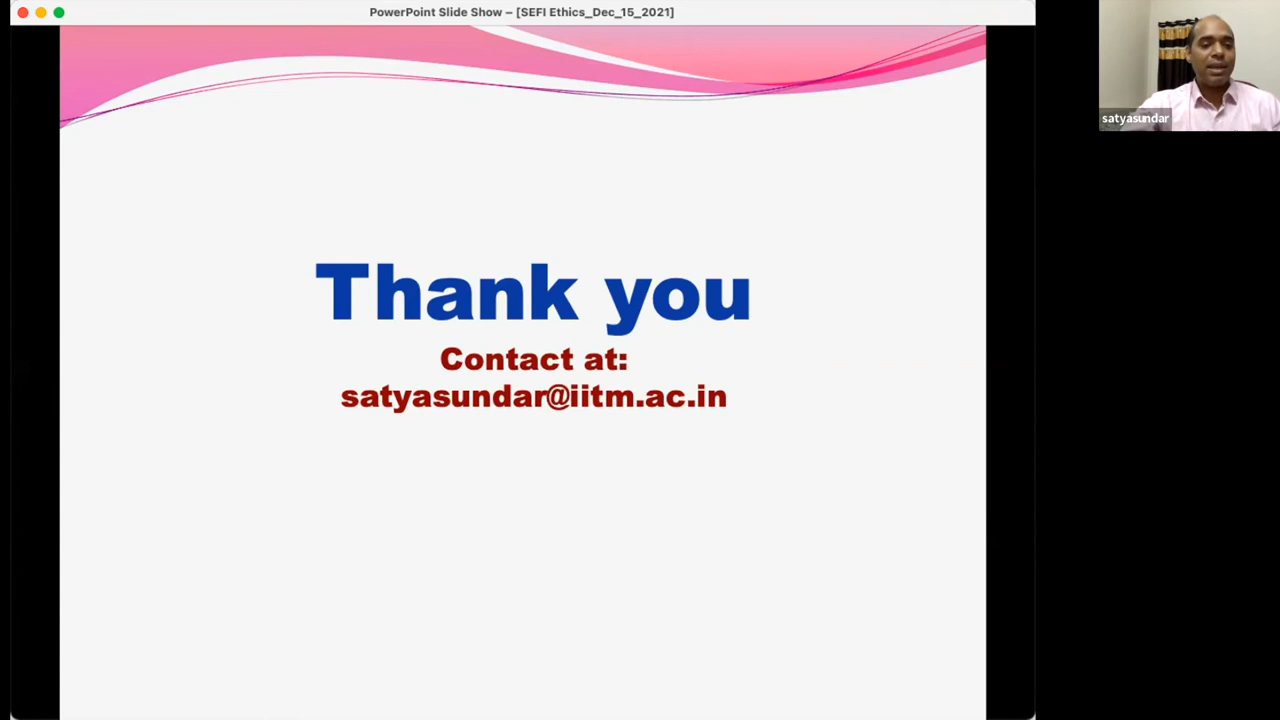 PowerPoint Slide Show – [SEFI Ethics_Dec_15_2021]
satyasundar
Thank you
Contact at:
satyasundar@iitm.ac.in